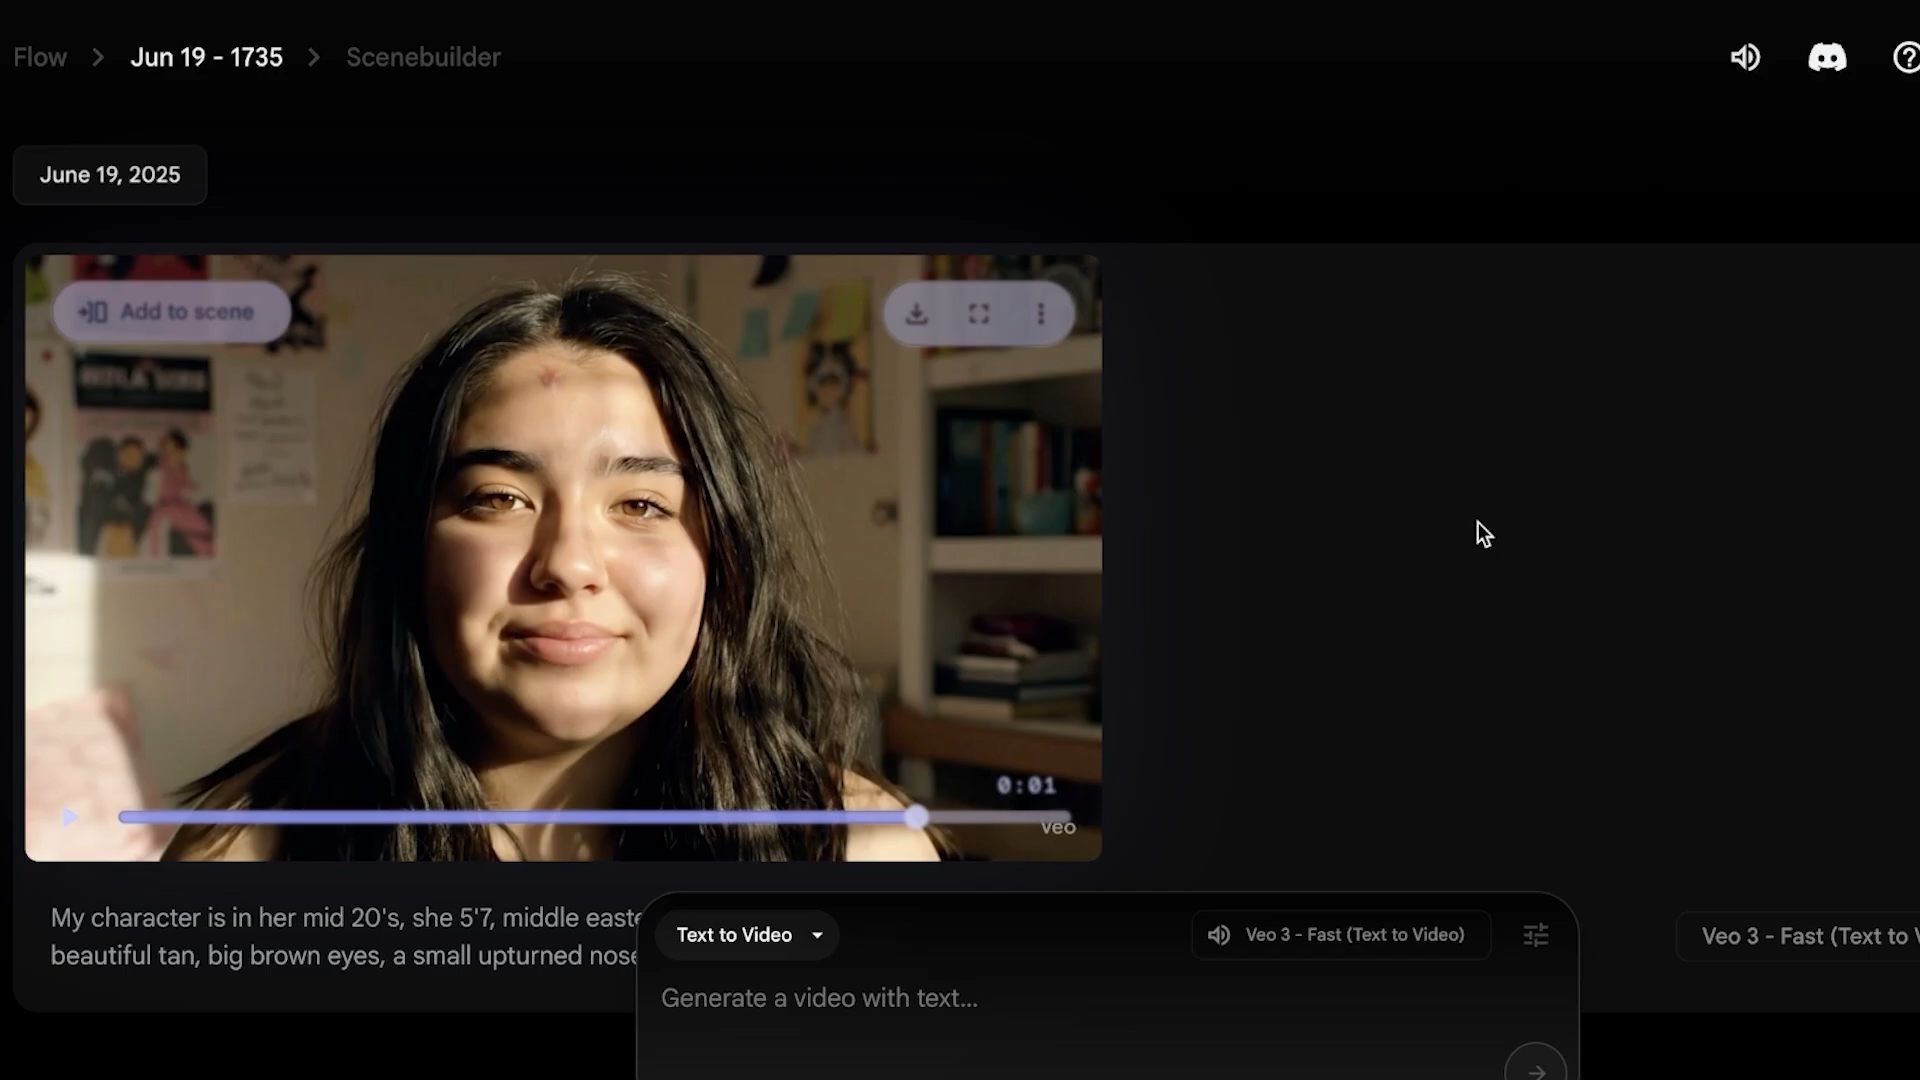 Flow > Jun 19 - 1735 > Scenebuilder
June 19, 2025
Add to scene
0:01
veo
My character is in her mid 20's, she 5'7, middle
beautiful tan, big brown eyes, a small upturned
Text to Video
Veo 3 - Fast (Text to Video)
Veo 3 - Fast (Text to
Generate a video with text...